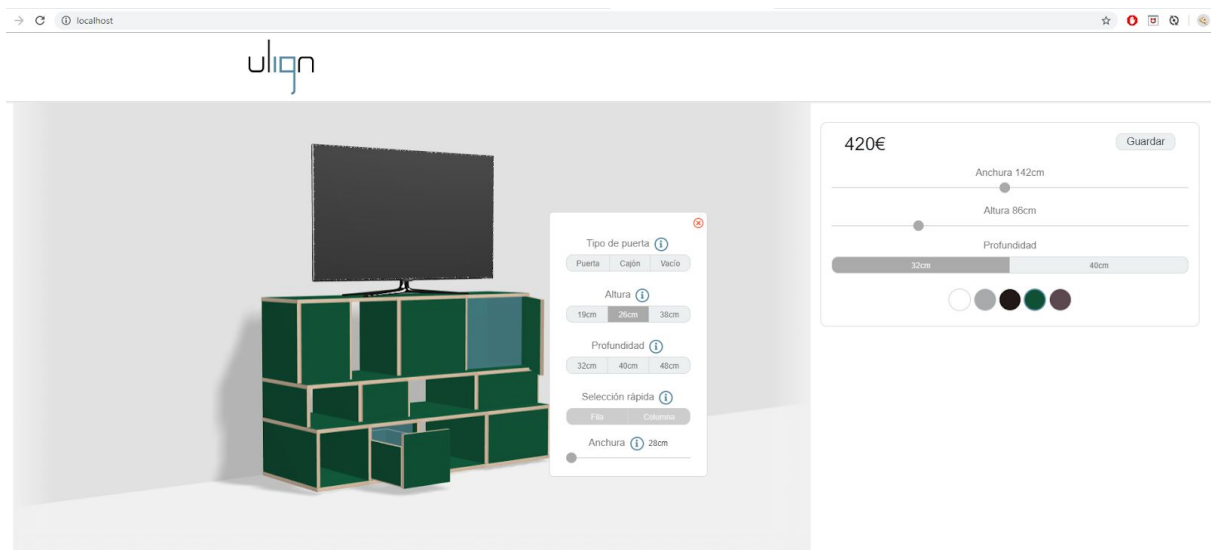 localhost
ulign
420€
Guardar
Anchura 142cm
Altura 86cm
Profundidad
32cm 40cm
Tipo de puerta
Puerta Cajón Vacío
Altura
19cm 26cm 38cm
Profundidad
32cm 40cm 48cm
Selección rápida
Fila Columna
Anchura 28cm